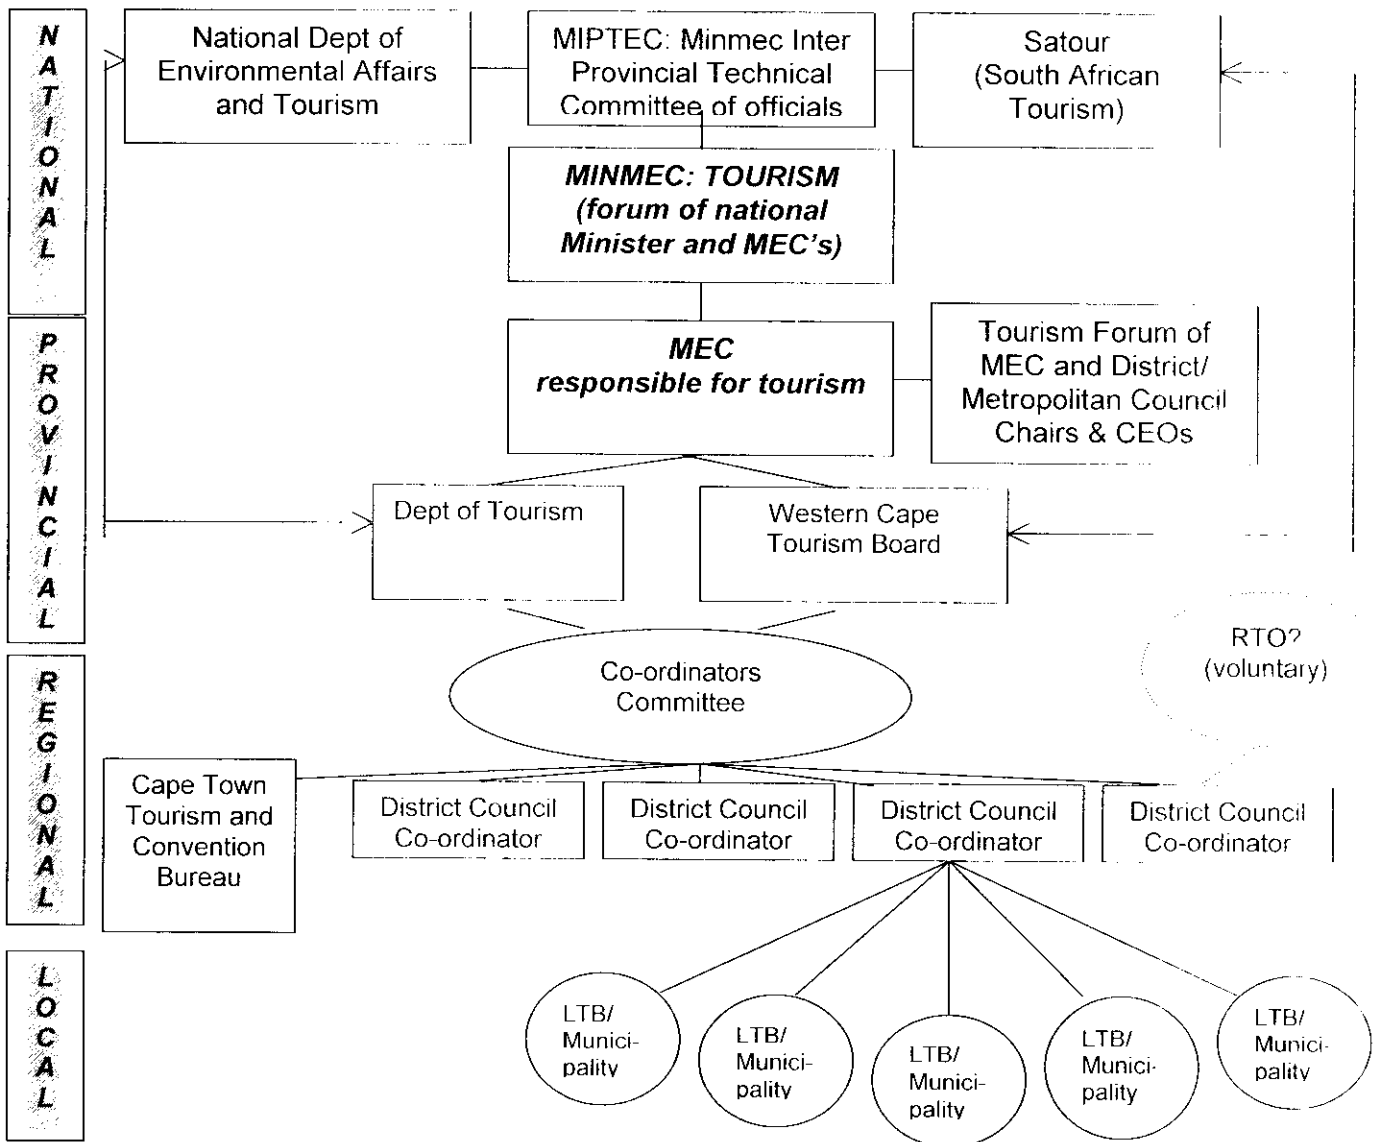 NATIONAL
National Dept of
Environmental Affairs
and Tourism
MIPTEC: Minmec Inter
Provincial Technical
Committee of officials
Satour
(South African
Tourism)
MINMEC: TOURISM
(forum of national
Minister and MEC's)
PROVINCIAL
MEC
responsible for tourism
Tourism Forum of
MEC and District/
Metropolitan Council
Chairs & CEOs
Dept of Tourism
Western Cape
Tourism Board
RTO?
(voluntary)
REGIONAL
Co-ordinators
Committee
Cape Town
Tourism and
Convention
Bureau
District Council
Co-ordinator
District Council
Co-ordinator
District Council
Co-ordinator
District Council
Co-ordinator
LOCAL
LTB/
Munici-
pality
LTB/
Munici-
pality
LTB/
Munici-
pality
LTB/
Munici-
pality
LTB/
Munici-
pality